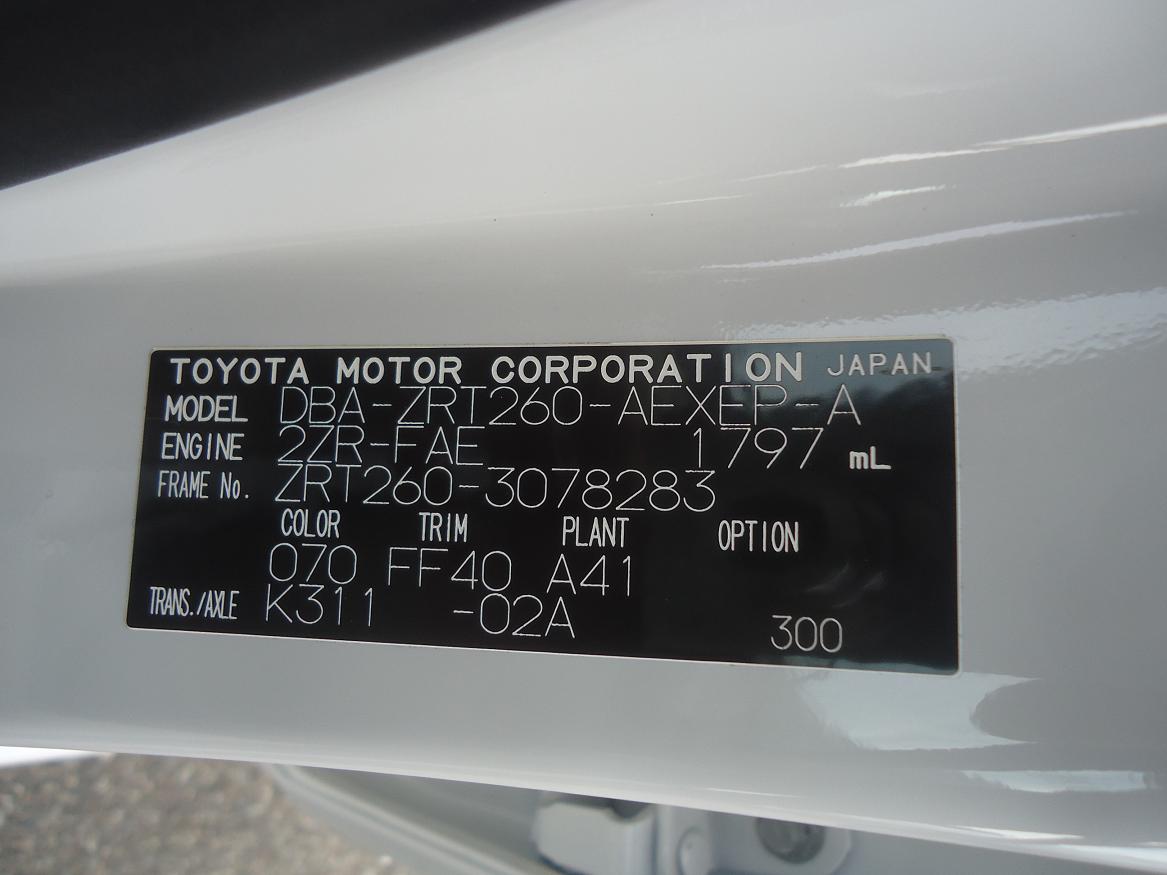 TOYOTA MOTOR CORPORATION JAPAN
MODEL DBA-ZRT260-AEXEP-A
ENGINE 2ZR-FAE 1797 mL
FRAME No. ZRT260-3078283
COLOR TRIM PLANT OPTION
070 FF40 A41
TRANS./AXLE K311 -02A 300